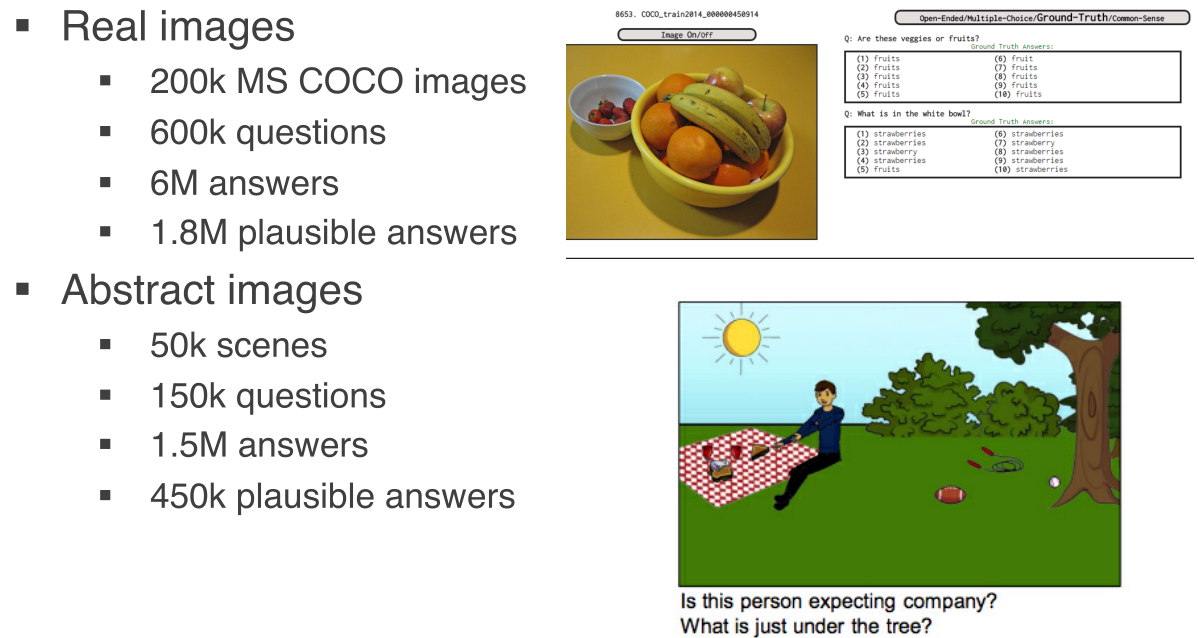 ▪ Real images
▪ 200k MS COCO images
▪ 600k questions
▪ 6M answers
▪ 1.8M plausible answers
▪ Abstract images
▪ 50k scenes
▪ 150k questions
▪ 1.5M answers
▪ 450k plausible answers
8653. COCO_train2014_000000450914
Image On/Off
Open-Ended/Multiple-Choice/Ground-Truth/Common-Sense
Q: Are these veggies or fruits?
Ground Truth Answers:
(1) fruits (6) fruit
(2) fruits (7) fruits
(3) fruits (8) fruits
(4) fruits (9) fruits
(5) fruits (10) fruits
Q: What is in the white bowl?
Ground Truth Answers:
(1) strawberries (6) strawberries
(2) strawberries (7) strawberry
(3) strawberry (8) strawberries
(4) strawberries (9) strawberries
(5) fruits (10) strawberries
Is this person expecting company?
What is just under the tree?